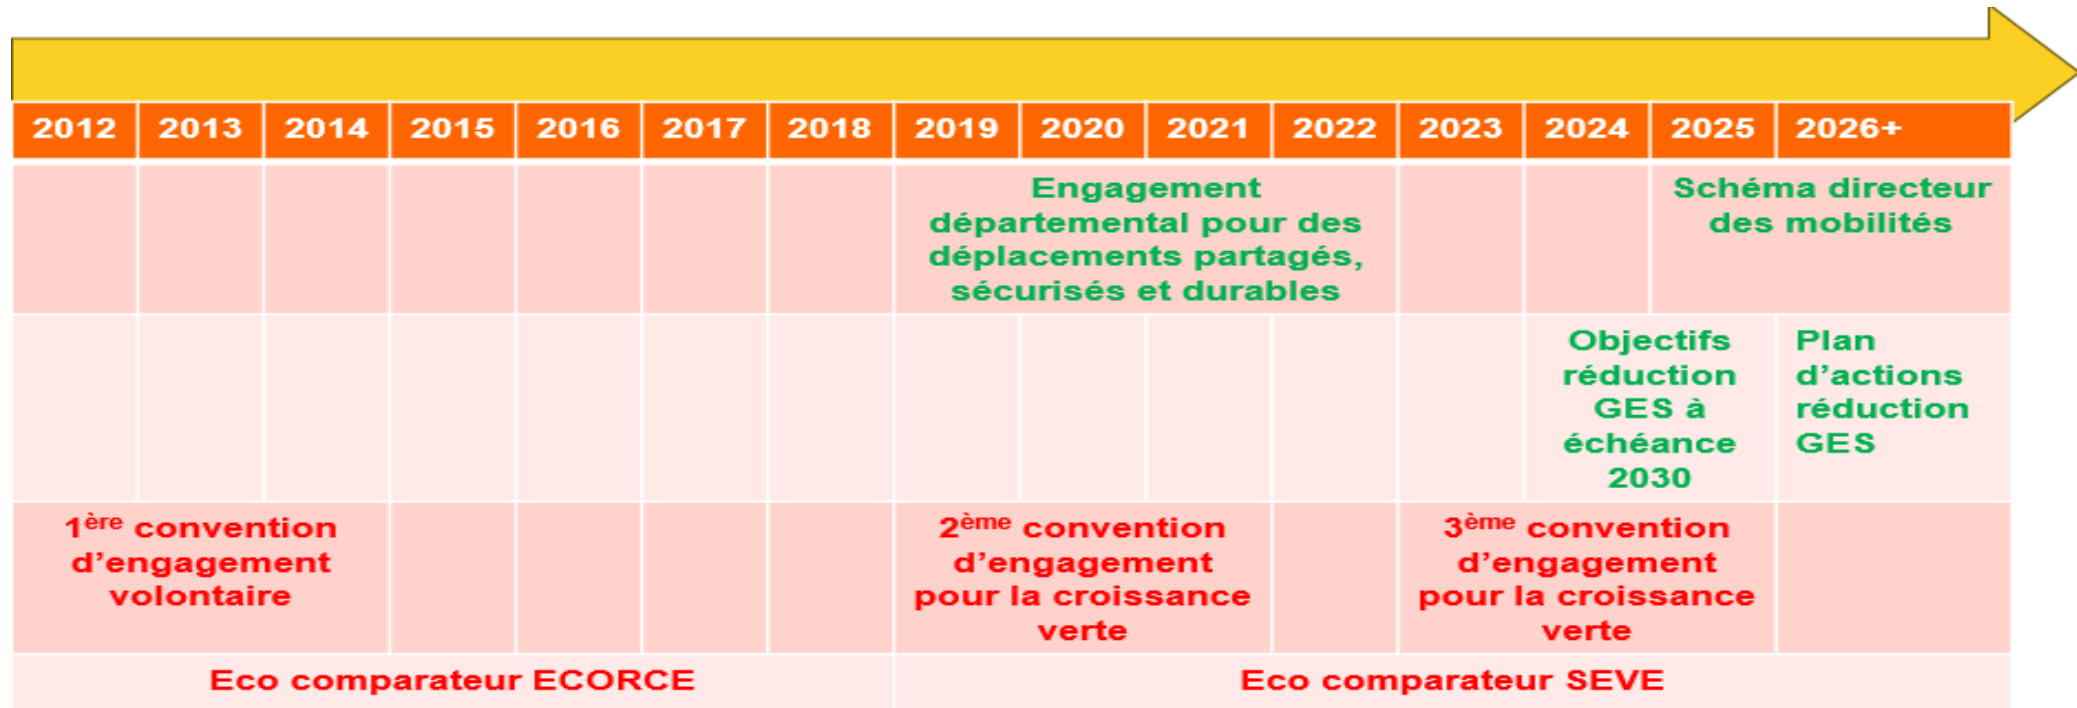 2012 2013 2014 2015 2016 2017 2018 2019 2020 2021 2022 2023 2024 2025 2026+
Engagement
départemental pour des
déplacements partagés,
sécurisés et durables
Schéma directeur
des mobilités
Objectifs
réduction
GES à
échéance
2030
Plan
d’actions
réduction
GES
1ère convention
d’engagement
volontaire
2ème convention
d’engagement
pour la croissance
verte
3ème convention
d’engagement
pour la croissance
verte
Eco comparateur ECORCE
Eco comparateur SEVE